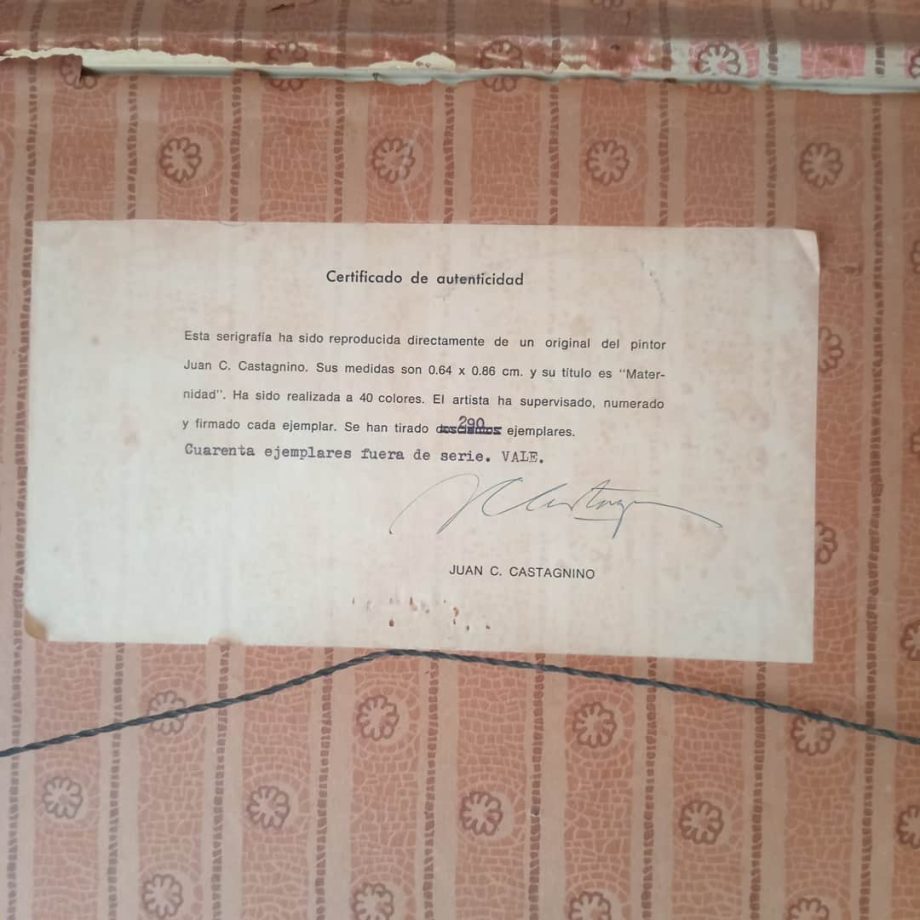 Certificado de autenticidad
Esta serigrafía ha sido reproducida directamente de un original del pintor
Juan C. Castagnino. Sus medidas son 0.64 x 0.86 cm. y su título es "Mater-
nidad". Ha sido realizada a 40 colores. El artista ha supervisado, numerado
y firmado cada ejemplar. Se han tirado doscientos 290 ejemplares.
Cuarenta ejemplares fuera de serie. VALE.
JUAN C. CASTAGNINO